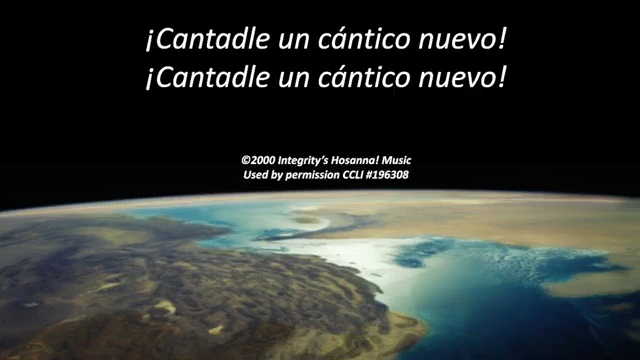 ¡Cantadle un cántico nuevo!
¡Cantadle un cántico nuevo!
©2000 Integrity's Hosanna! Music
Used by permission CCLI #196308